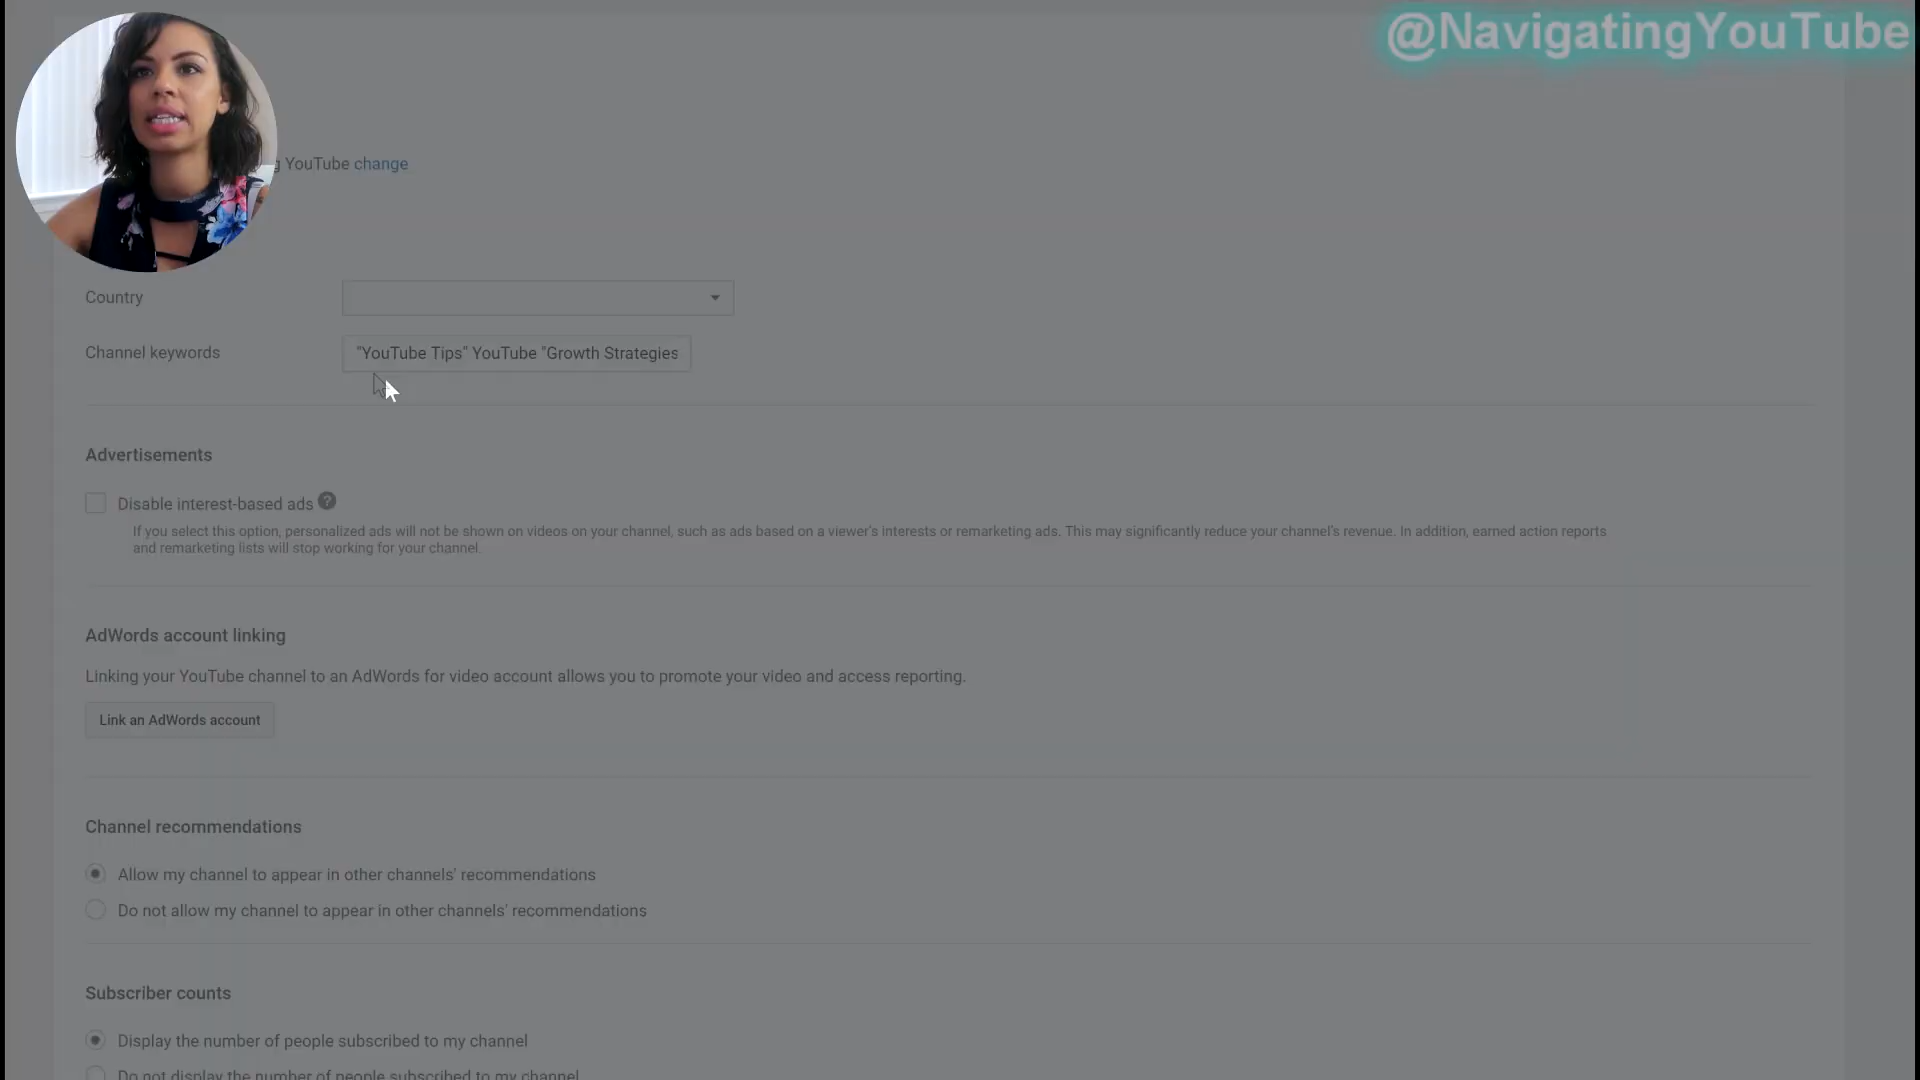 @NavigatingYouTube
YouTube change
Country
Channel keywords
"YouTube Tips" YouTube "Growth Strategies
Advertisements
Disable interest-based ads ?
If you select this option, personalized ads will not be shown on videos on your channel, such as ads based on a viewer's interests or remarketing ads. This may significantly reduce your channel's revenue. In addition, earned action reports
and remarketing lists will stop working for your channel.
AdWords account linking
Linking your YouTube channel to an AdWords for video account allows you to promote your video and access reporting.
Link an AdWords account
Channel recommendations
Allow my channel to appear in other channels' recommendations
Do not allow my channel to appear in other channels' recommendations
Subscriber counts
Display the number of people subscribed to my channel
Do not display the number of people subscribed to my channel